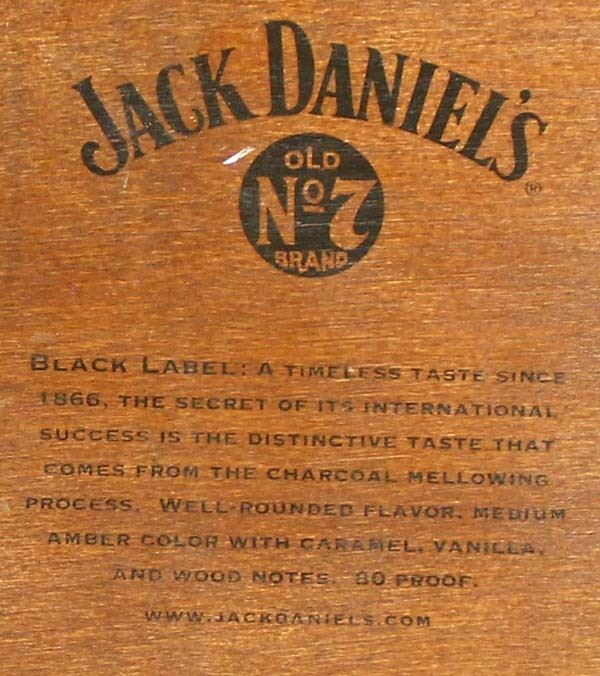 JACK DANIEL'S ®
OLD
Nº 7
BRAND
BLACK LABEL: A TIMELESS TASTE SINCE
1866, THE SECRET OF ITS INTERNATIONAL
SUCCESS IS THE DISTINCTIVE TASTE THAT
COMES FROM THE CHARCOAL MELLOWING
PROCESS. WELL-ROUNDED FLAVOR, MEDIUM
AMBER COLOR WITH CARAMEL, VANILLA,
AND WOOD NOTES. 80 PROOF.
WWW.JACKDANIELS.COM